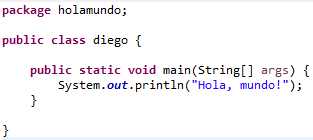 package holamundo;
public class diego {
public static void main(String[] args) {
System.out.println("Hola, mundo!");
}
}